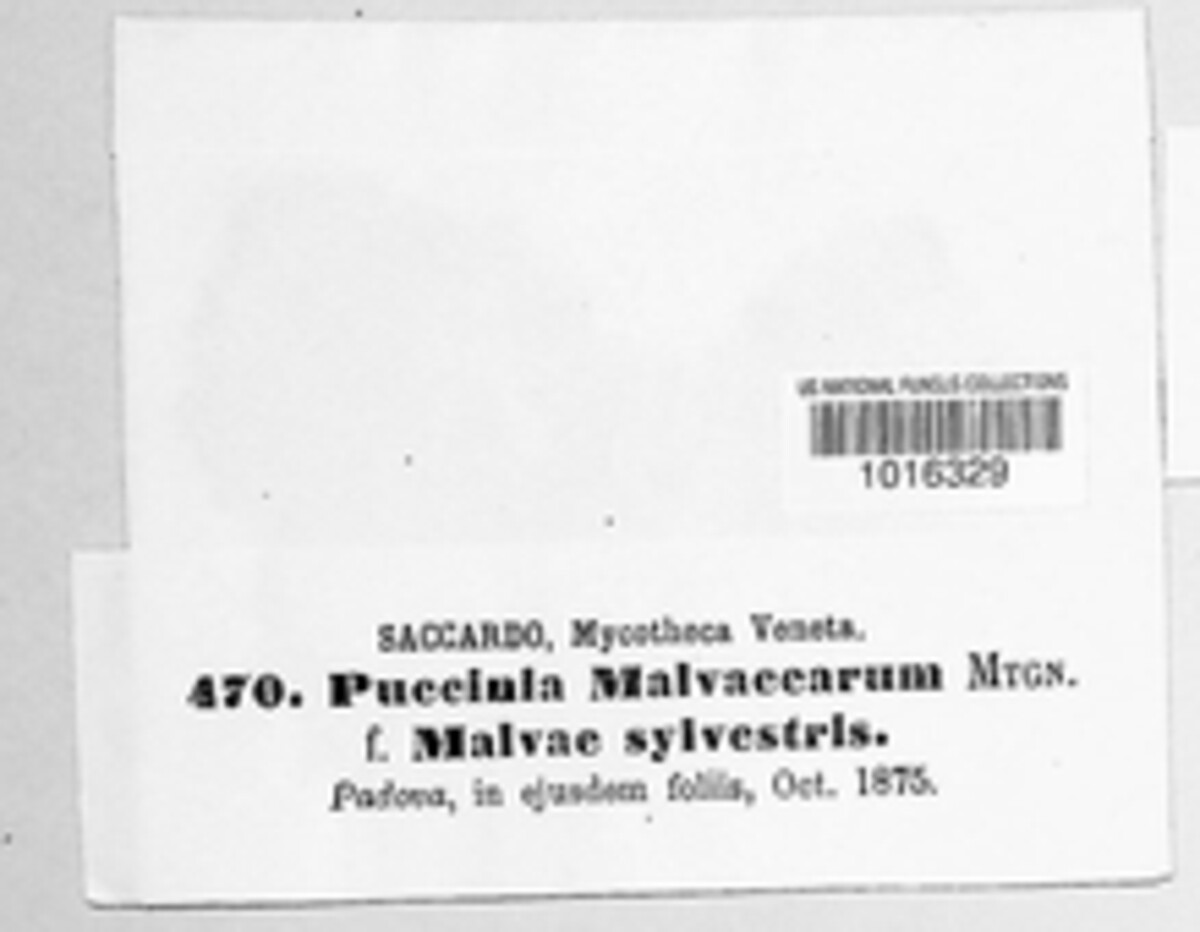 US NATIONAL FUNGUS COLLECTIONS
1016329
SACCARDO, Mycotheca Veneta.
470. Puccinia Malvacearum MTGN.
f. Malvae sylvestris.
Padova, in ejusdem foliis, Oct. 1875.